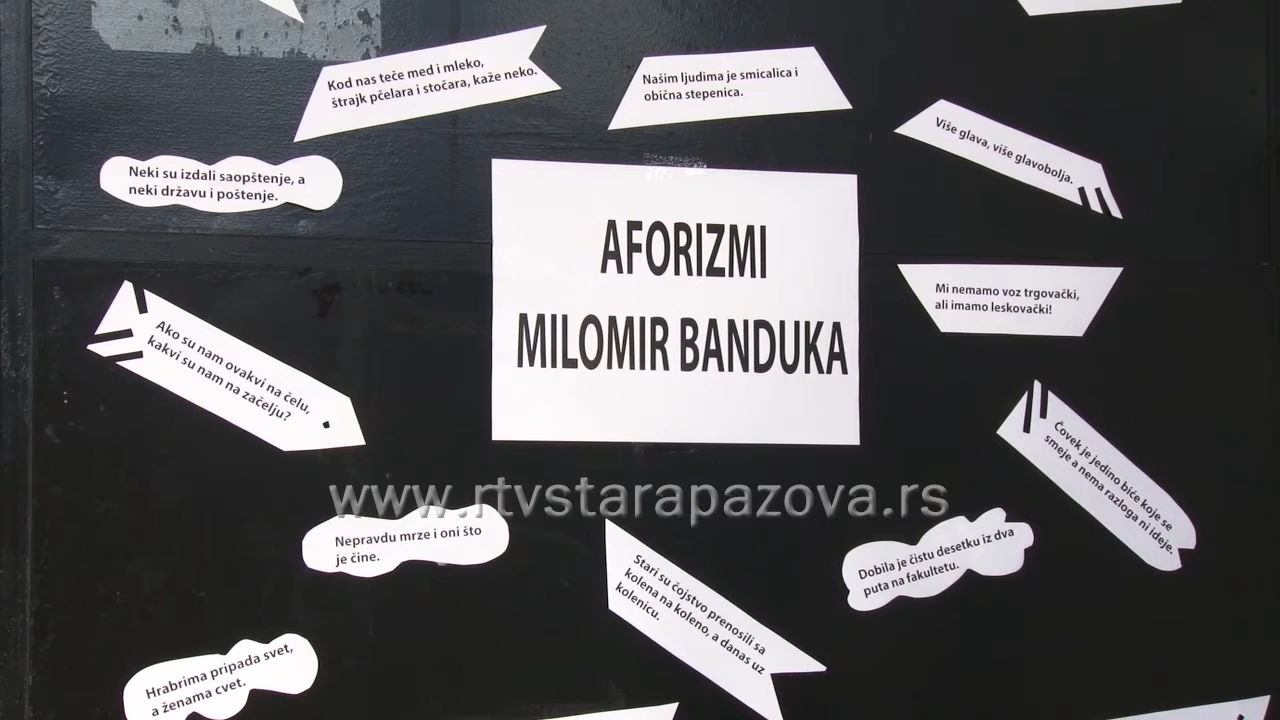 Kod nas teče med i mleko,
štrajk pčelara i stočara, kaže neko.
Našim ljudima je smicalica i
obična stepenica.
Više glava, više glavobolja.
Neki su izdali saopštenje, a
neki državu i poštenje.
AFORIZMI
MILOMIR BANDUKA
Mi nemamo voz trgovački,
ali imamo leskovački!
Ako su nam ovakvi na čelu,
kakvi su nam na začelju?
Čovek je jedino biće koje se
smeje a nema razloga ni ideje.
www.rtvstarapazova.rs
Nepravdu mrze i oni što
je čine.
Stari su čojstvo prenosili sa
kolena na koleno, a danas uz
kolenicu.
Dobila je čistu desetku iz dva
puta na fakultetu.
Hrabrima pripada svet,
a ženama cvet.